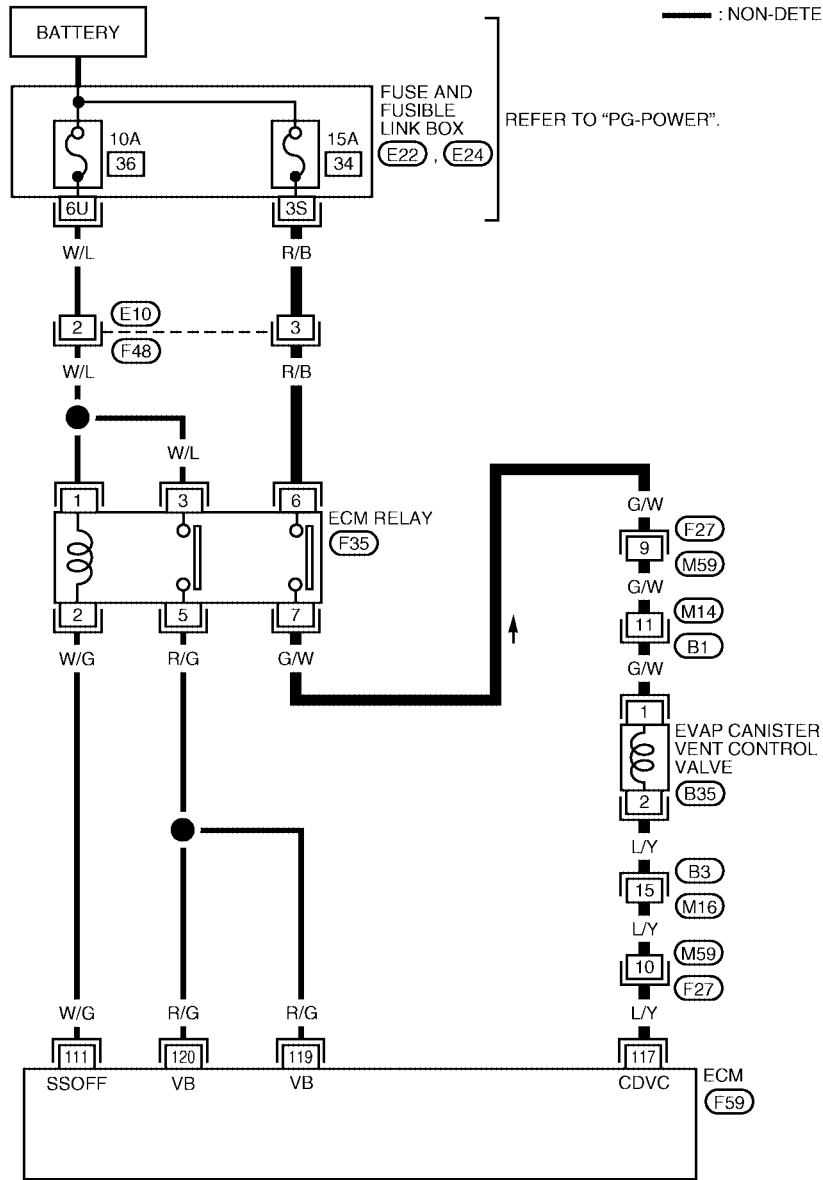 : NON-DETE
BATTERY
FUSE AND
FUSIBLE
LINK BOX
E22 , E24
REFER TO “PG-POWER”.
10A
36
15A
34
6U
3S
W/L
R/B
2
E10
3
F48
W/L
R/B
W/L
1
3
6
ECM RELAY
F35
2
5
7
W/G
R/G
G/W
G/W
9
F27
M59
G/W
11
M14
B1
G/W
1
EVAP CANISTER
VENT CONTROL
VALVE
B35
2
L/Y
15
B3
M16
L/Y
10
M59
F27
W/G
R/G
R/G
L/Y
111
120
119
117
SSOFF
VB
VB
CDVC
ECM
F59